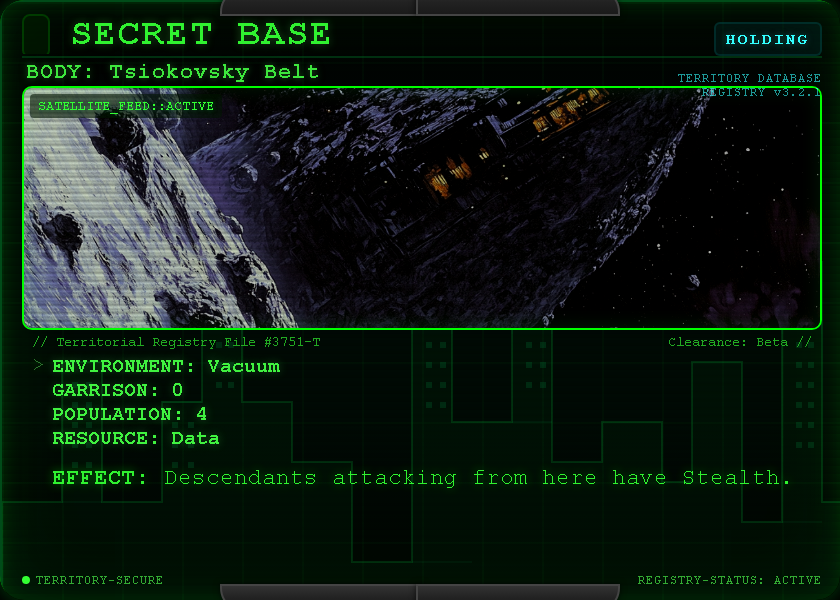 SECRET BASE
HOLDING
BODY: Tsiokovsky Belt
TERRITORY DATABASE
REGISTRY v3.2.1
SATELLITE_FEED::ACTIVE
// Territorial Registry File #3751-T
Clearance: Beta //
> ENVIRONMENT: Vacuum
GARRISON: 0
POPULATION: 4
RESOURCE: Data
EFFECT: Descendants attacking from here have Stealth.
TERRITORY-SECURE
REGISTRY-STATUS: ACTIVE